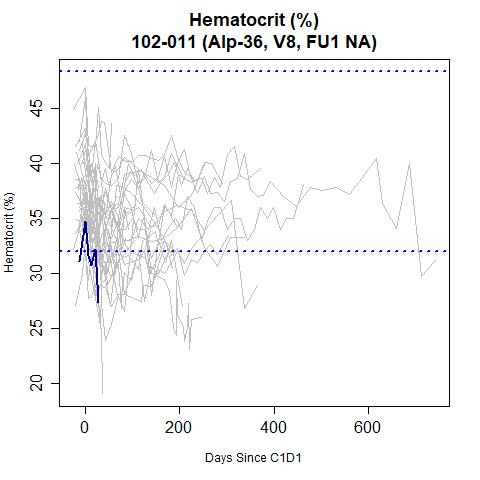 Hematocrit (%)
102-011 (Alp-36, V8, FU1 NA)
Hematocrit (%)
45
40
35
30
25
20
0 200 400 600
Days Since C1D1